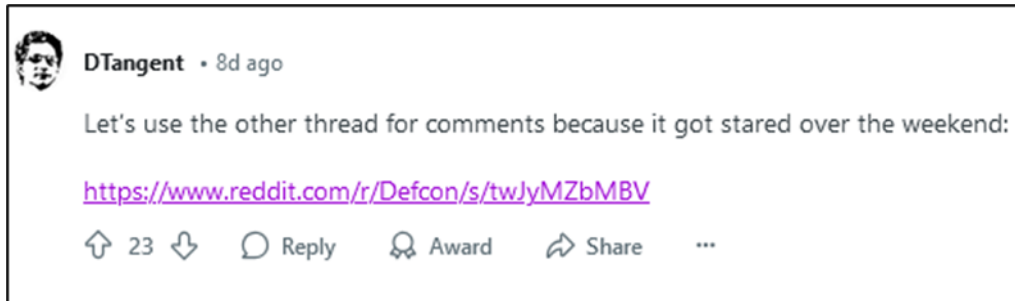 DTangent • 8d ago
Let's use the other thread for comments because it got stared over the weekend:
https://www.reddit.com/r/Defcon/s/twJyMZbMBV
23 Reply Award Share ...